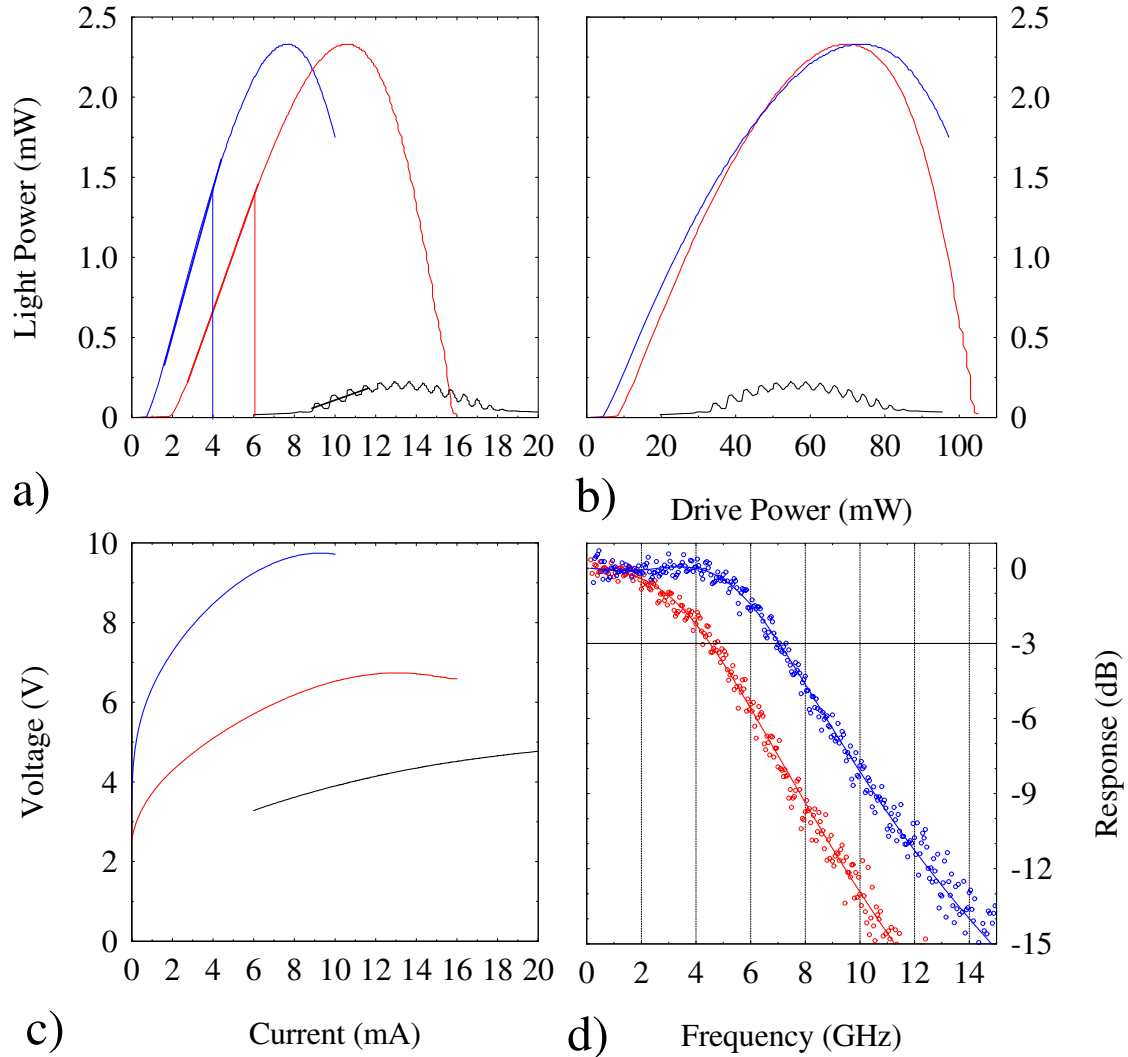 2.5
2.0
1.5
1.0
0.5
0
Light Power (mW)
0 2 4 6 8 10 12 14 16 18 20
a)
2.5
2.0
1.5
1.0
0.5
0
0 20 40 60 80 100
b)
Drive Power (mW)
10
8
6
4
2
0
Voltage (V)
0 2 4 6 8 10 12 14 16 18 20
c)
Current (mA)
0
-3
-6
-9
-12
-15
Response (dB)
0 2 4 6 8 10 12 14
d)
Frequency (GHz)